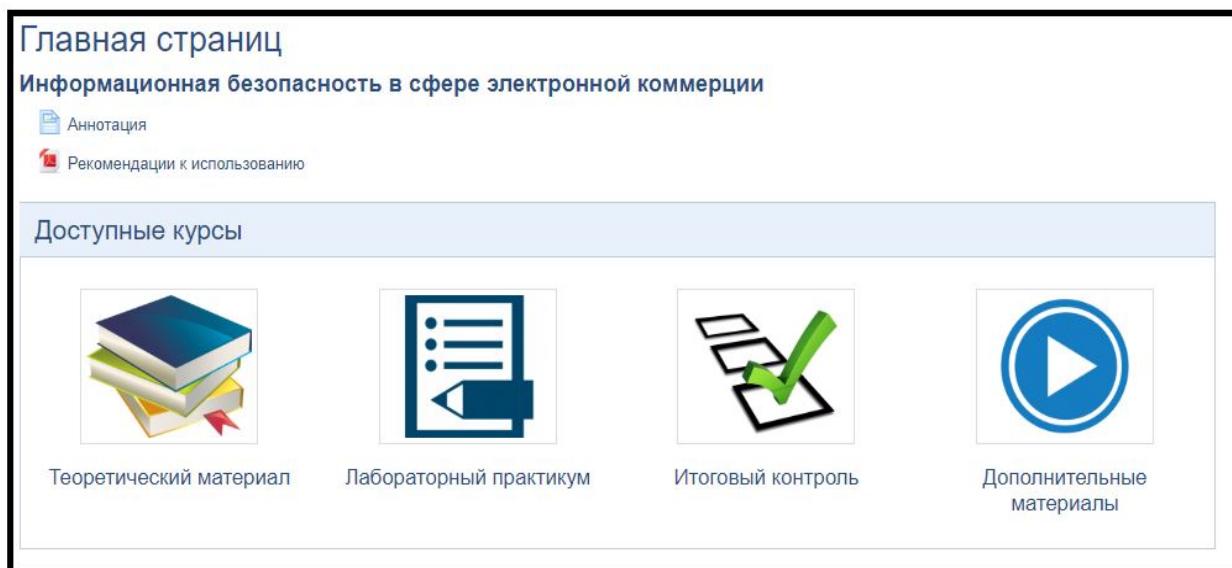 Главная страниц
Информационная безопасность в сфере электронной коммерции
Аннотация
Рекомендации к использованию
Доступные курсы
Теоретический материал
Лабораторный практикум
Итоговый контроль
Дополнительные
материалы